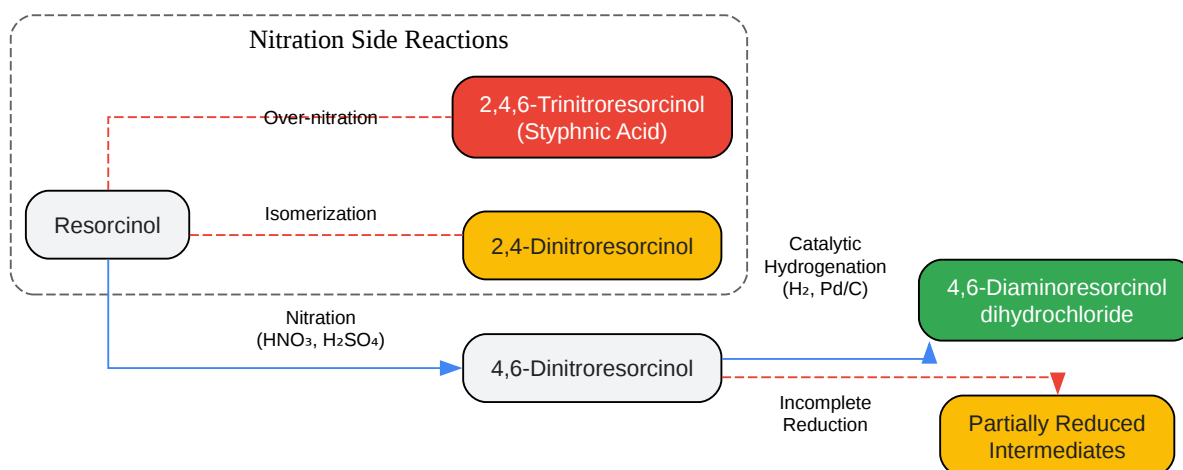 Nitration Side Reactions
Over-nitration
2,4,6-Trinitroresorcinol
(Styphnic Acid)
Resorcinol
Isomerization
2,4-Dinitroresorcinol
Nitration
(HNO₃, H₂SO₄)
4,6-Dinitroresorcinol
Catalytic
Hydrogenation
(H₂, Pd/C)
4,6-Diaminoresorcinol
dihydrochloride
Incomplete
Reduction
Partially Reduced
Intermediates